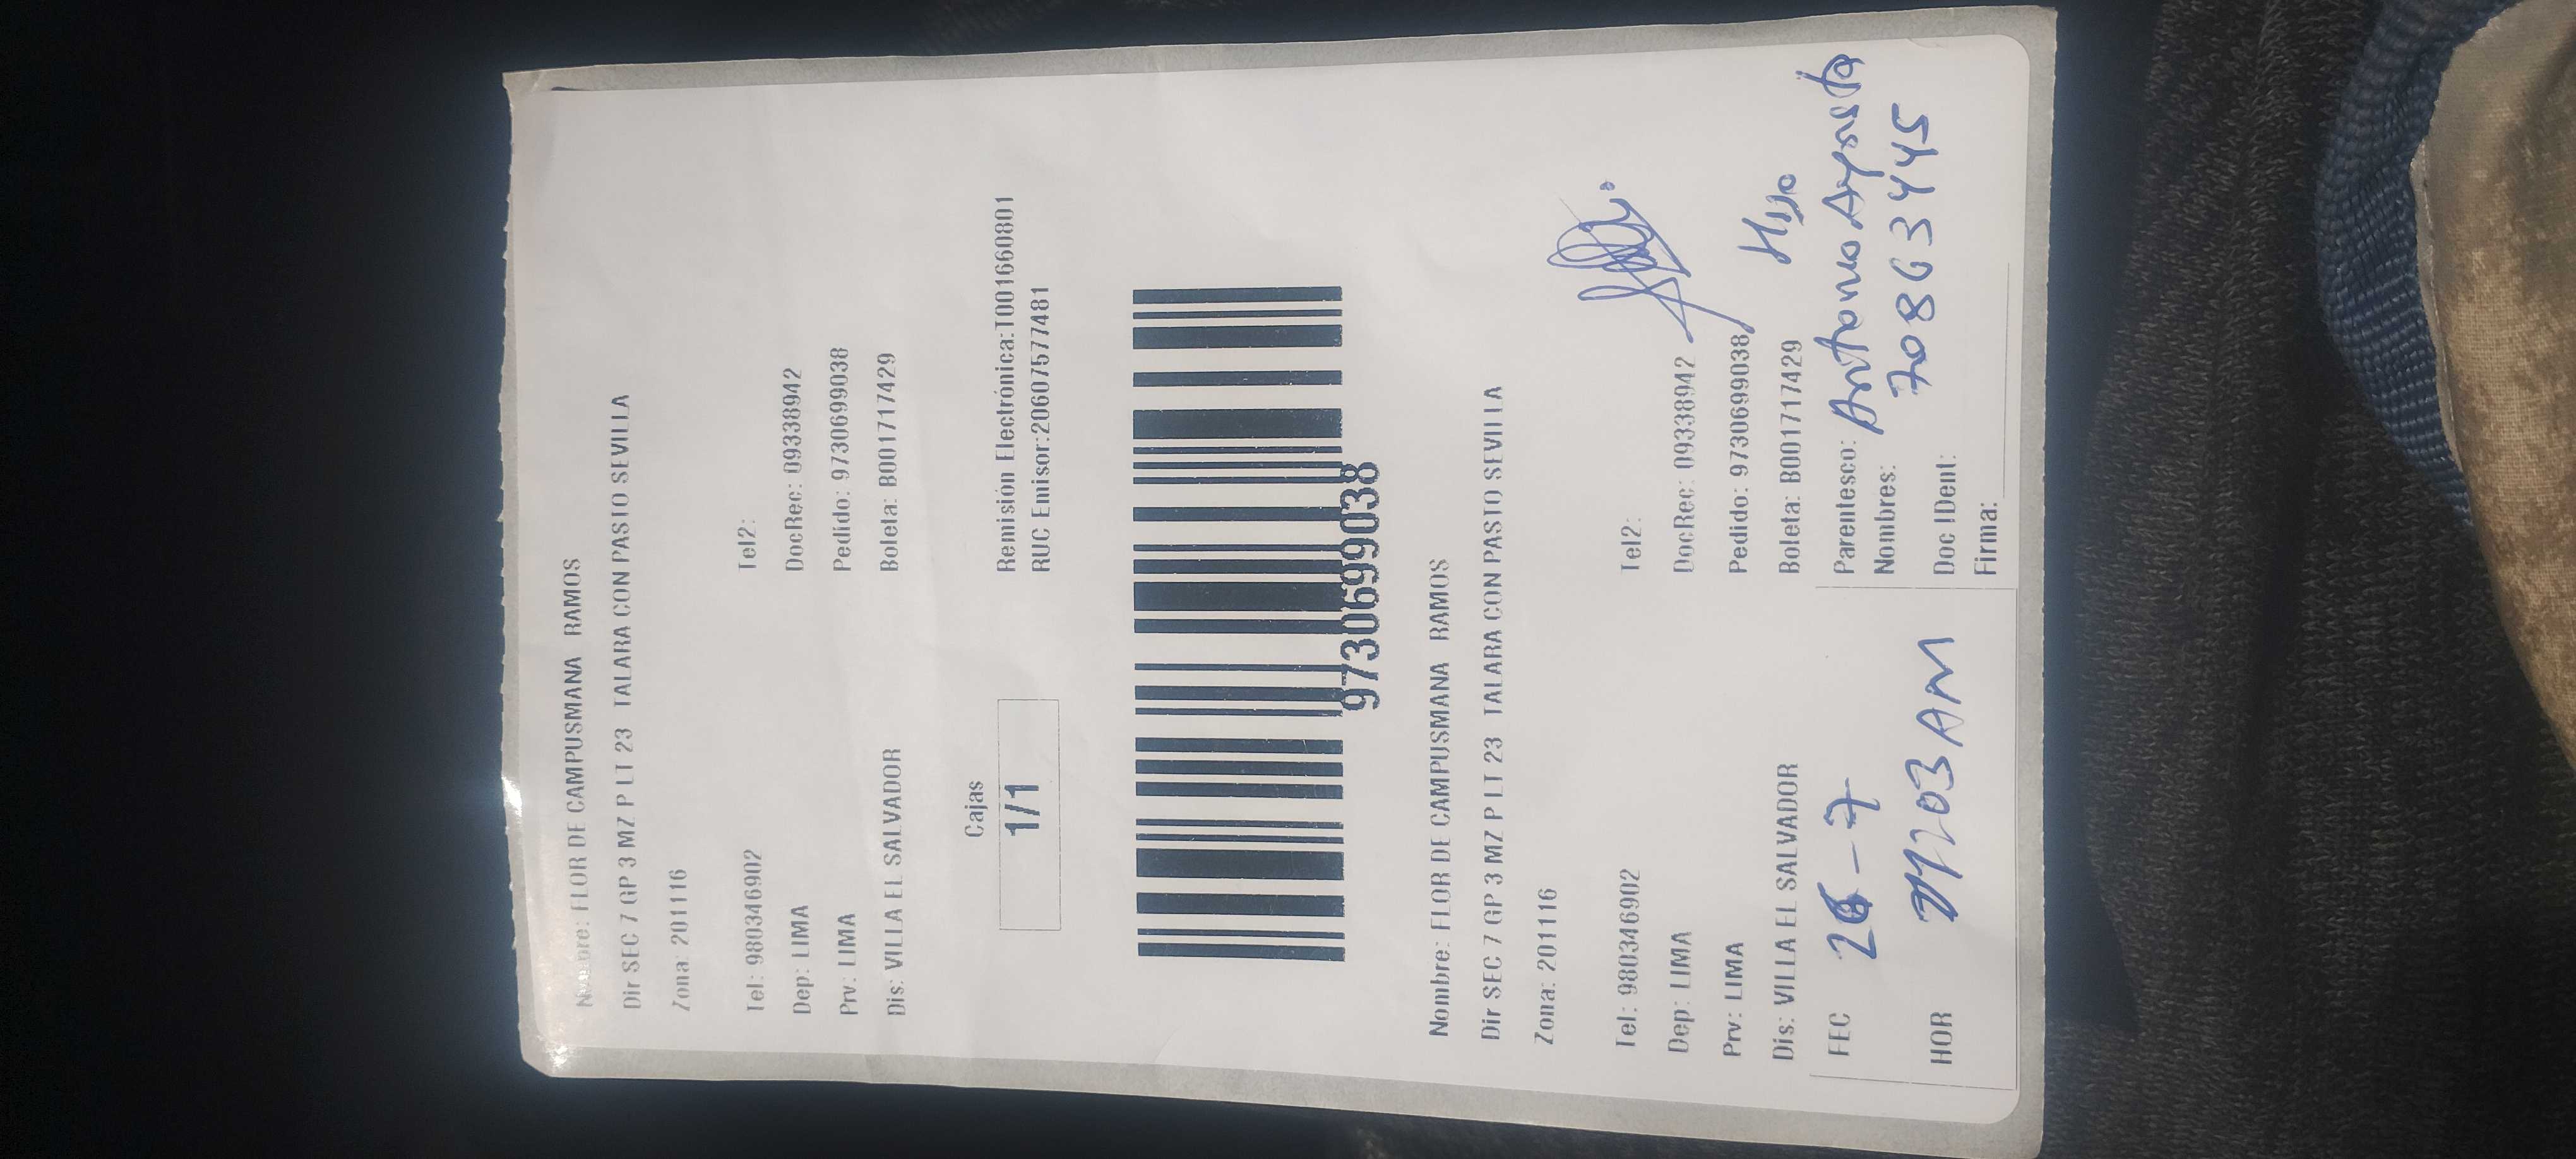 Nombre: FLOR DE CAMPUSMANA RAMOS
Dir SEC 7 GP 3 MZ P LT 23 TALARA CON PASTO SEVILLA
Zona: 201116
Tel: 980346902 Tel2:
Dep: LIMA DocRec: 09338942
Prv: LIMA Pedido: 9730699038
Dis: VILLA EL SALVADOR Boleta: B001717429
Cajas
1/1
Remisión Electrónica:T001660801
RUC Emisor:20607577481
9730699038
Nombre: FLOR DE CAMPUSMANA RAMOS
Dir SEC 7 GP 3 MZ P LT 23 TALARA CON PASTO SEVILLA
Zona: 201116
Tel: 980346902 Tel2:
Dep: LIMA DocRec: 09338942
Prv: LIMA Pedido: 9730699038
Dis: VILLA EL SALVADOR Boleta: B001717429
Hijo
FEC 26-7
Parentesco:
Nombres: Antonio
HOR 203 AM
Doc IDent: 70863445
Firma: